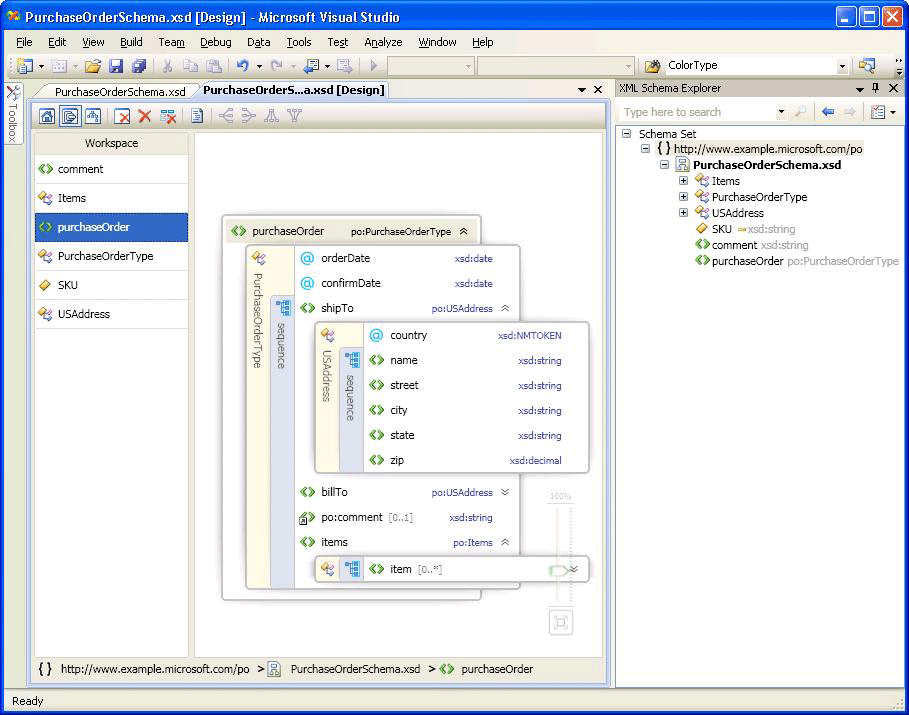 PurchaseOrderSchema.xsd [Design] - Microsoft Visual Studio
File Edit View Build Team Debug Data Tools Test Analyze Window Help
ColorType
Toolbox
PurchaseOrderSchema.xsd PurchaseOrderS...a.xsd [Design]
Workspace
comment
Items
purchaseOrder
PurchaseOrderType
SKU
USAddress
purchaseOrder po:PurchaseOrderType
PurchaseOrderType
sequence
orderDate xsd:date
confirmDate xsd:date
shipTo po:USAddress
USAddress
sequence
country xsd:NMTOKEN
name xsd:string
street xsd:string
city xsd:string
state xsd:string
zip xsd:decimal
billTo po:USAddress
po:comment [0..1] xsd:string
items po:Items
item [0..*]
100%
{ } http://www.example.microsoft.com/po > PurchaseOrderSchema.xsd > purchaseOrder
XML Schema Explorer
Type here to search
Schema Set
{ } http://www.example.microsoft.com/po
PurchaseOrderSchema.xsd
Items
PurchaseOrderType
USAddress
SKU xsd:string
comment xsd:string
purchaseOrder po:PurchaseOrderType
Ready